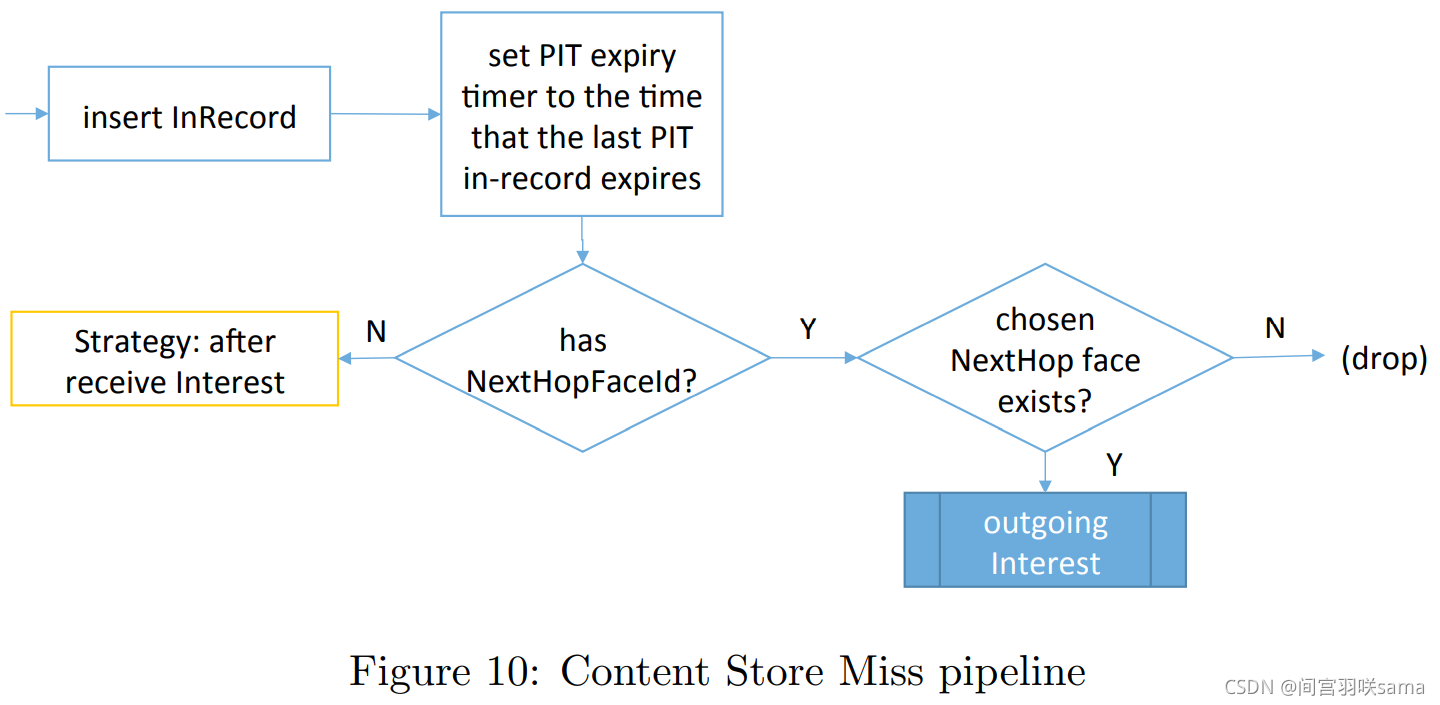 insert InRecord
set PIT expiry
timer to the time
that the last PIT
in-record expires
Strategy: after
receive Interest
N
has
NextHopFaceId?
Y
chosen
NextHop face
exists?
N
(drop)
Y
outgoing
Interest
Figure 10: Content Store Miss pipeline
CSDN @间宫羽咲sama